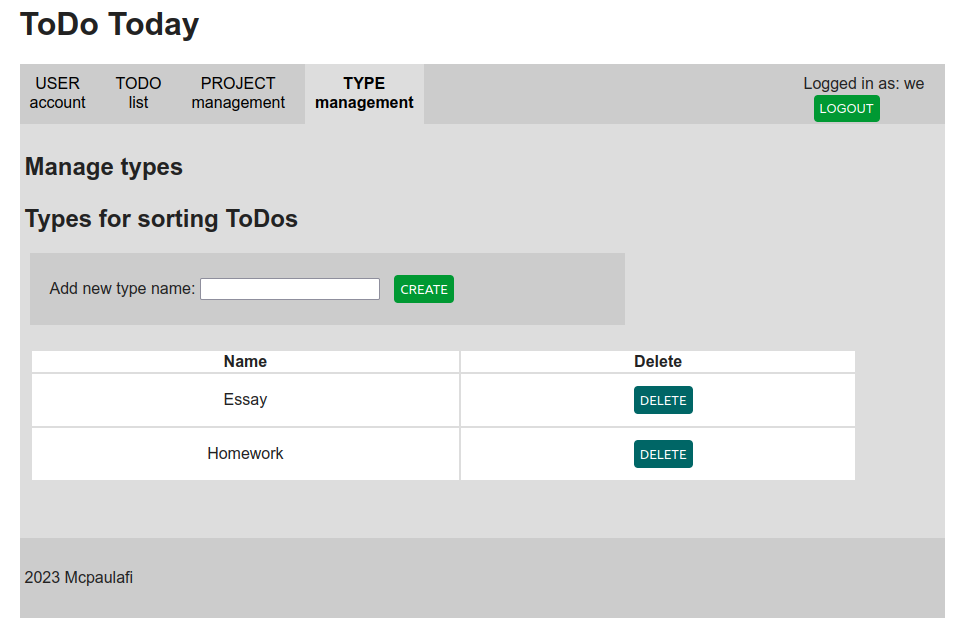 ToDo Today
USER account
TODO list
PROJECT management
TYPE management
Logged in as: we
LOGOUT
Manage types
Types for sorting ToDos
Add new type name:
CREATE
Name Delete
Essay DELETE
Homework DELETE
2023 Mcpaulafi